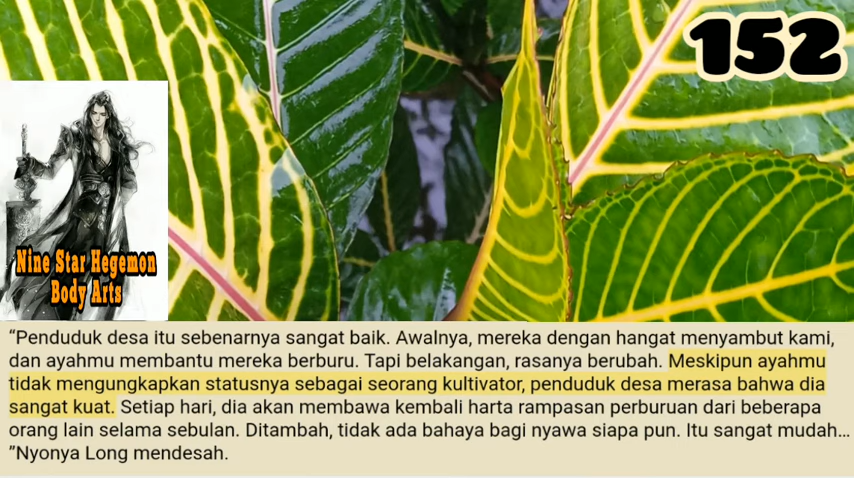 152
Nine Star Hegemon
Body Arts
“Penduduk desa itu sebenarnya sangat baik. Awalnya, mereka dengan hangat menyambut kami,
dan ayahmu membantu mereka berburu. Tapi belakangan, rasanya berubah. Meskipun ayahmu
tidak mengungkapkan statusnya sebagai seorang kultivator, penduduk desa merasa bahwa dia
sangat kuat. Setiap hari, dia akan membawa kembali harta rampasan perburuan dari beberapa
orang lain selama sebulan. Ditambah, tidak ada bahaya bagi nyawa siapa pun. Itu sangat mudah…
”Nyonya Long mendesah.